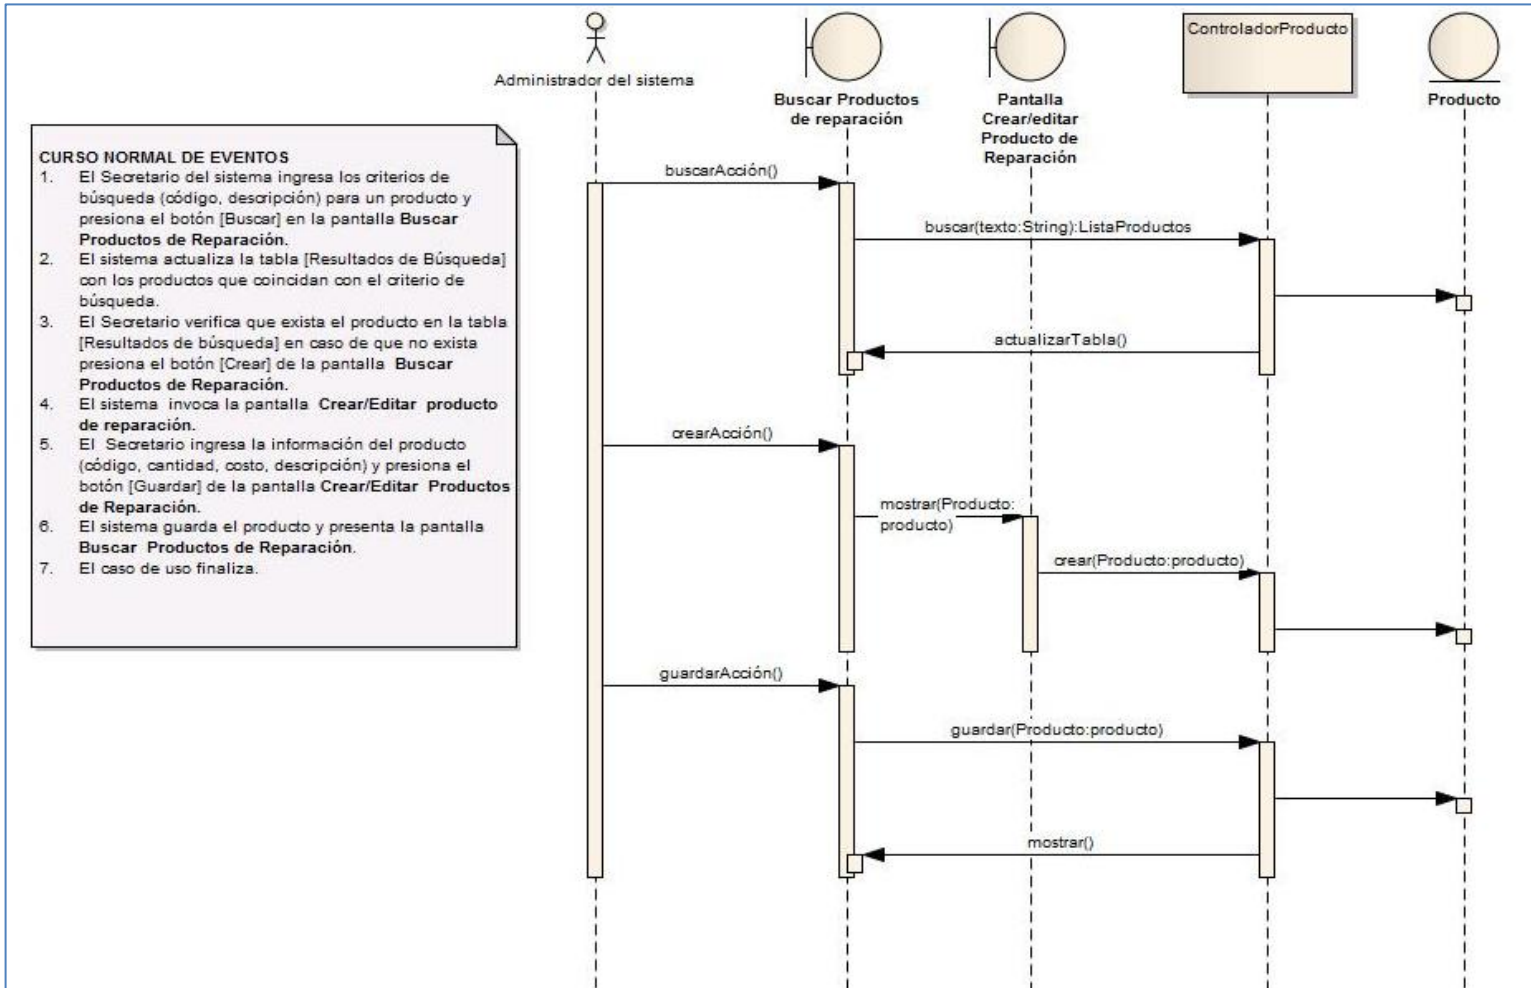 Administrador del sistema
Buscar Productos
de reparación
Pantalla
Crear/editar
Producto de
Reparación
ControladorProducto
Producto
CURSO NORMAL DE EVENTOS
1. El Secretario del sistema ingresa los criterios de
búsqueda (código, descripción) para un producto y
presiona el botón [Buscar] en la pantalla Buscar
Productos de Reparación.
2. El sistema actualiza la tabla [Resultados de Búsqueda]
con los productos que coincidan con el criterio de
búsqueda.
3. El Secretario verifica que exista el producto en la tabla
[Resultados de búsqueda] en caso de que no exista
presiona el botón [Crear] de la pantalla Buscar
Productos de Reparación.
4. El sistema invoca la pantalla Crear/Editar producto
de reparación.
5. El Secretario ingresa la información del producto
(código, cantidad, costo, descripción) y presiona el
botón [Guardar] de la pantalla Crear/Editar Productos
de Reparación.
6. El sistema guarda el producto y presenta la pantalla
Buscar Productos de Reparación.
7. El caso de uso finaliza.
buscarAcción()
buscar(texto:String):ListaProductos
actualizarTabla()
crearAcción()
mostrar(Producto:
producto)
crear(Producto:producto)
guardarAcción()
guardar(Producto:producto)
mostrar()